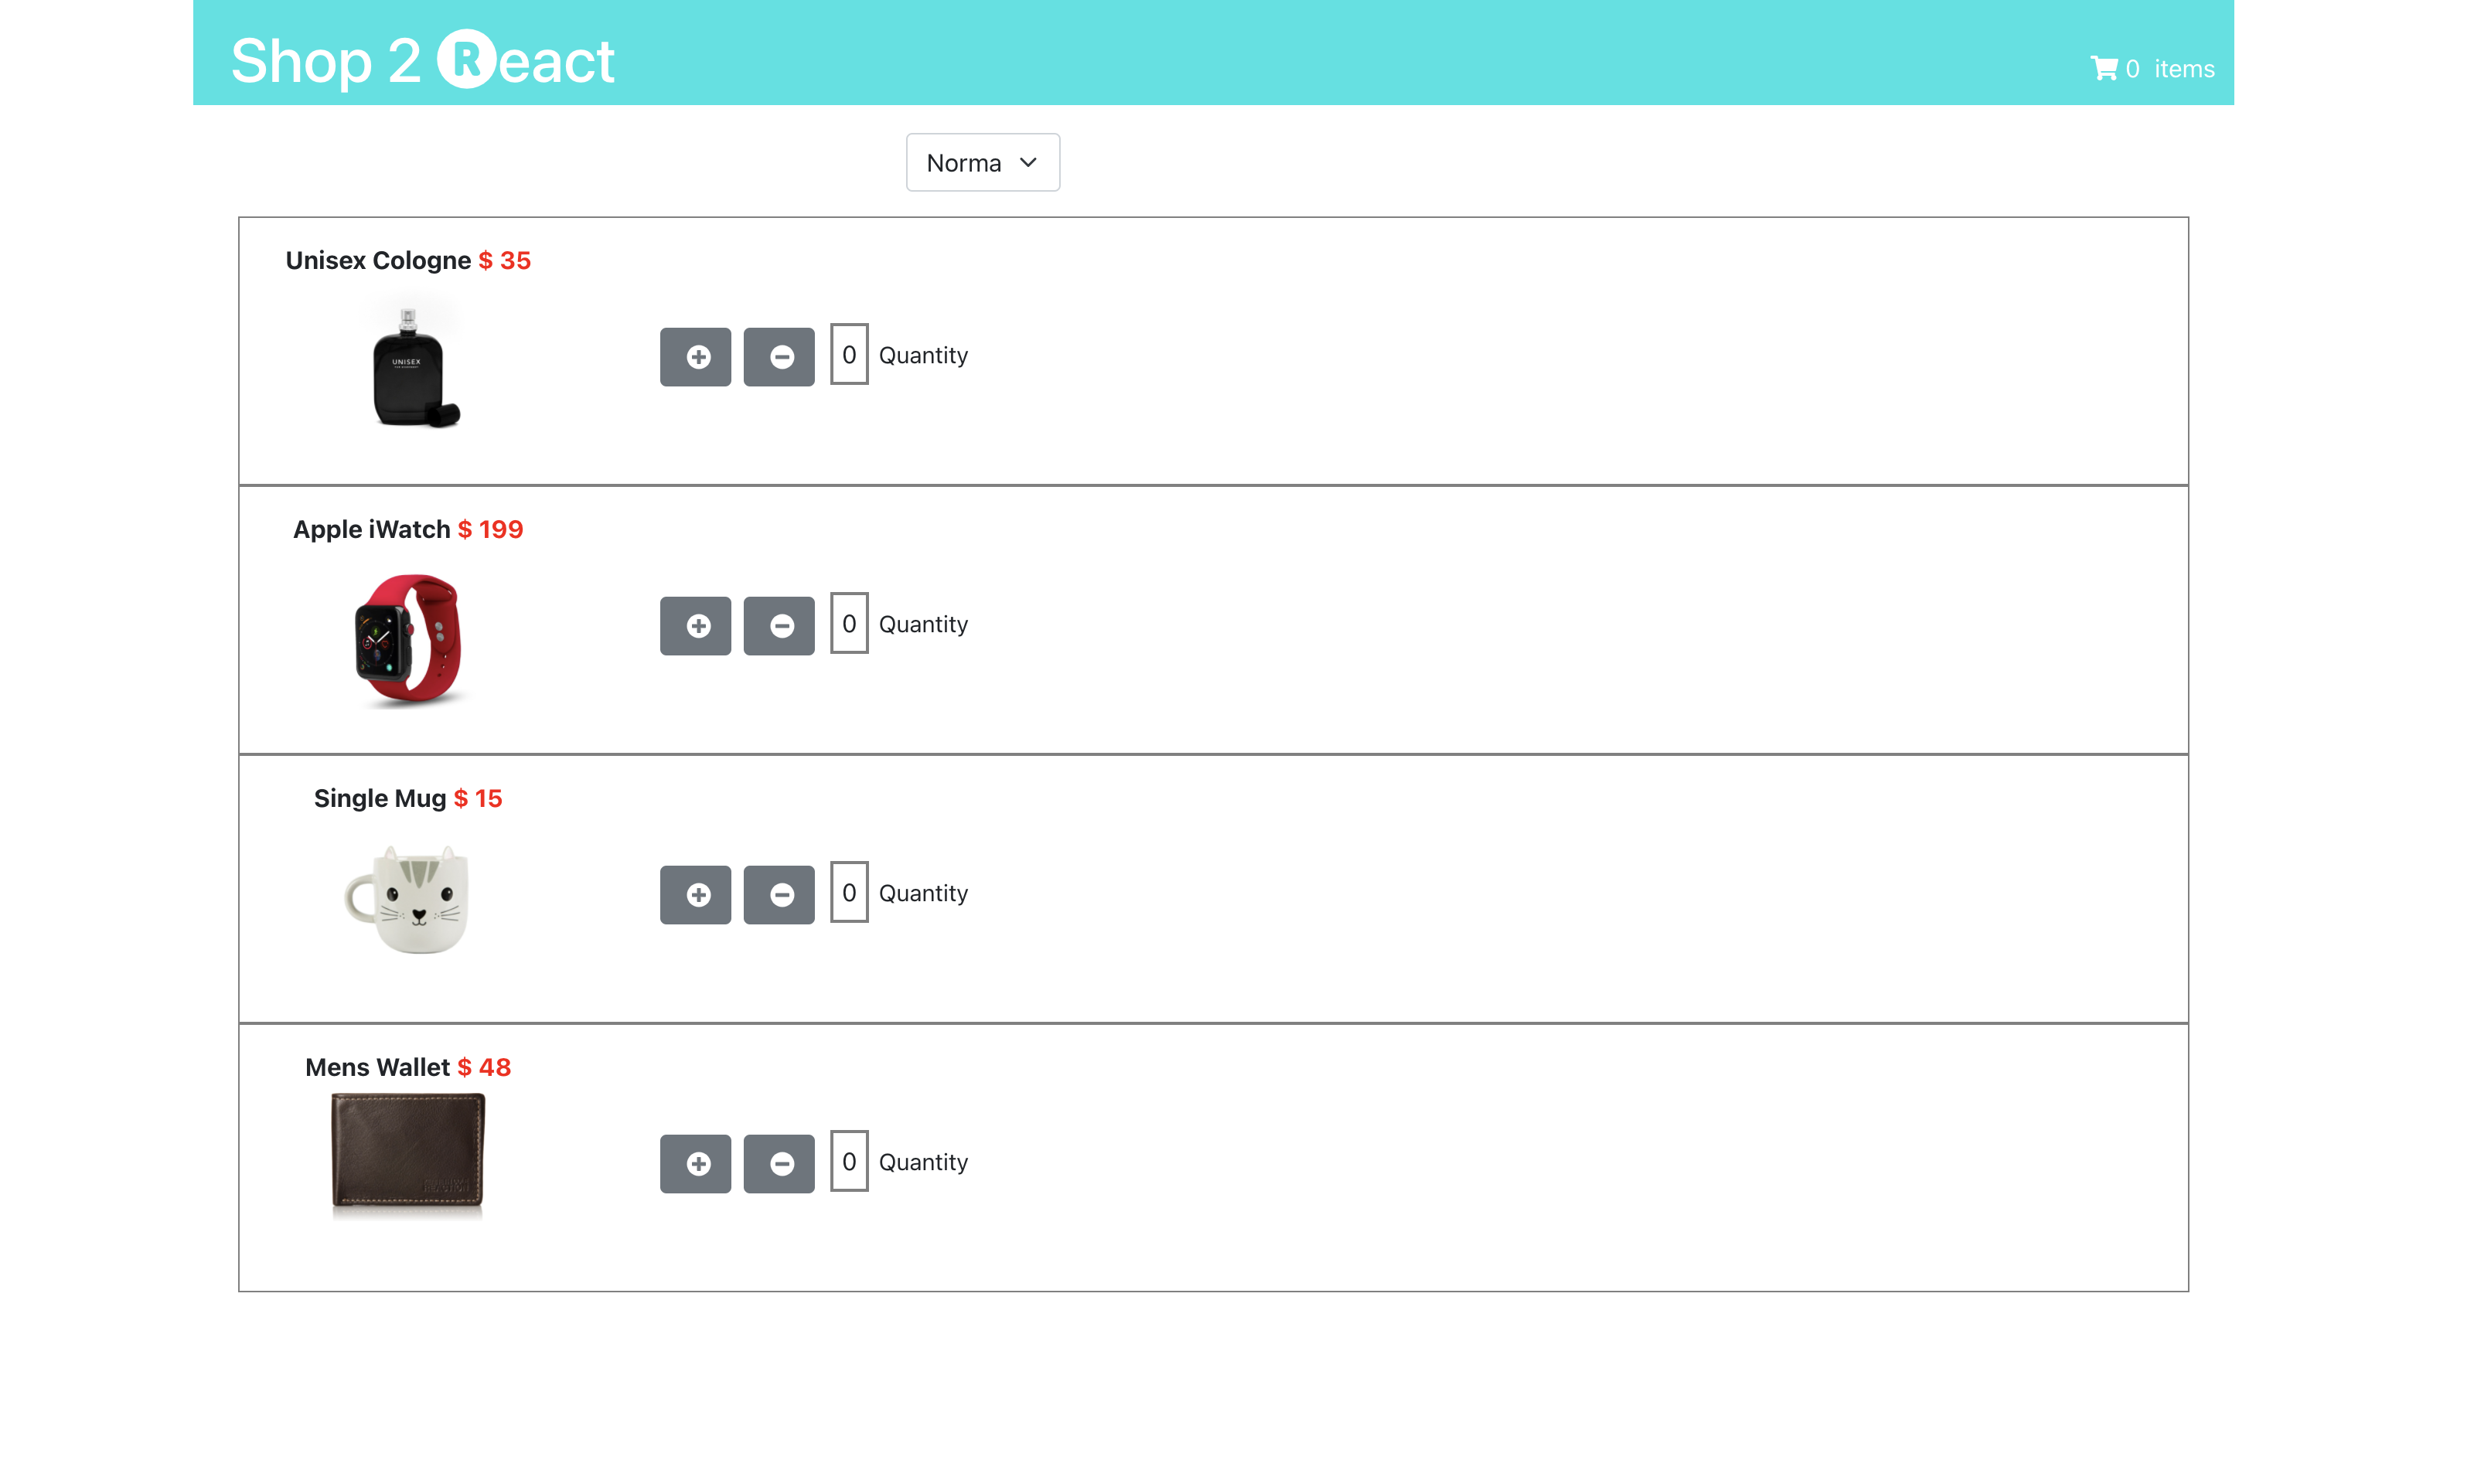 Shop 2 React
0 items
Norma
Unisex Cologne $ 35
UNISEX
0 Quantity
Apple iWatch $ 199
0 Quantity
Single Mug $ 15
0 Quantity
Mens Wallet $ 48
0 Quantity